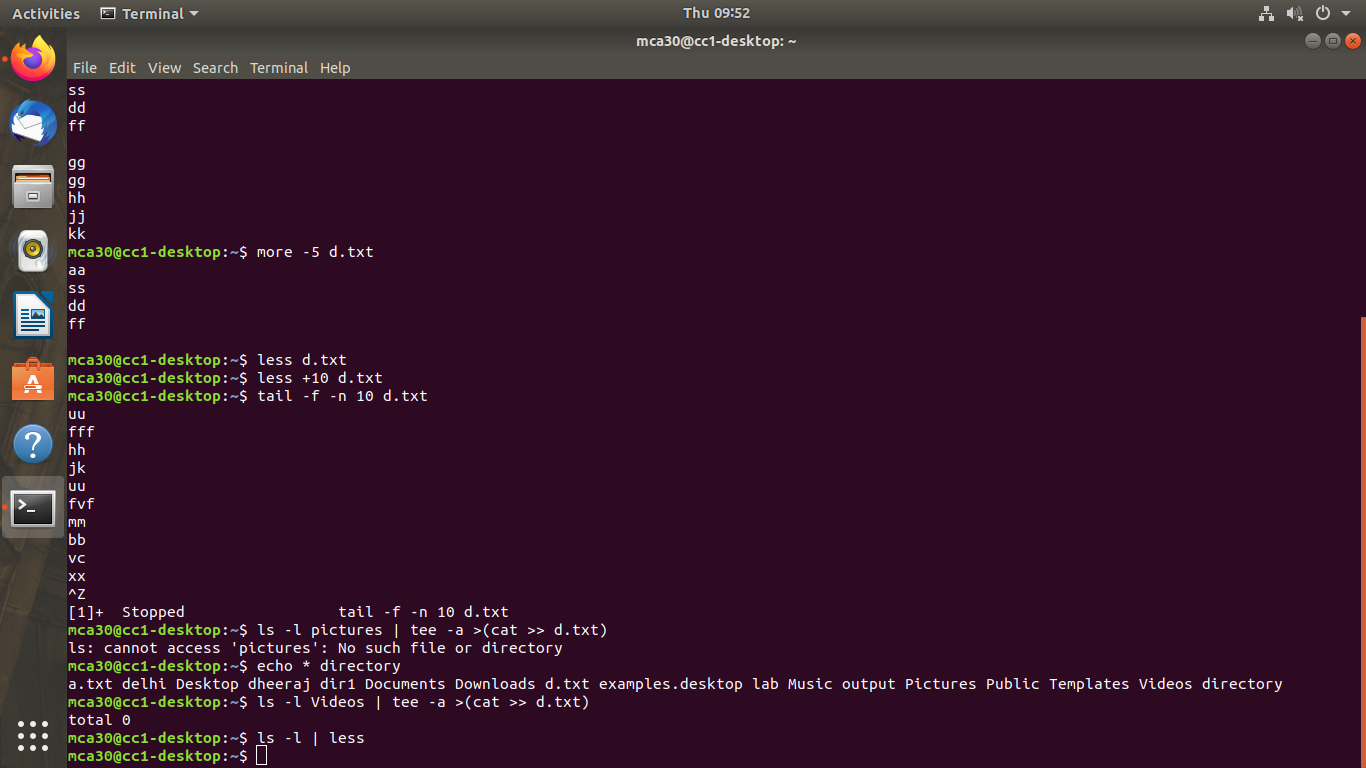 Activities Terminal Thu 09:52
mca30@cc1-desktop: ~
File Edit View Search Terminal Help
ss
dd
ff
gg
gg
hh
jj
kk
mca30@cc1-desktop:~$ more -5 d.txt
aa
ss
dd
ff
mca30@cc1-desktop:~$ less d.txt
mca30@cc1-desktop:~$ less +10 d.txt
mca30@cc1-desktop:~$ tail -f -n 10 d.txt
uu
fff
hh
jk
uu
fvf
mm
bb
vc
xx
^Z
[1]+  Stopped                 tail -f -n 10 d.txt
mca30@cc1-desktop:~$ ls -l pictures | tee -a >(cat >> d.txt)
ls: cannot access 'pictures': No such file or directory
mca30@cc1-desktop:~$ echo * directory
a.txt delhi Desktop dheeraj dir1 Documents Downloads d.txt examples.desktop lab Music output Pictures Public Templates Videos directory
mca30@cc1-desktop:~$ ls -l Videos | tee -a >(cat >> d.txt)
total 0
mca30@cc1-desktop:~$ ls -l | less
mca30@cc1-desktop:~$